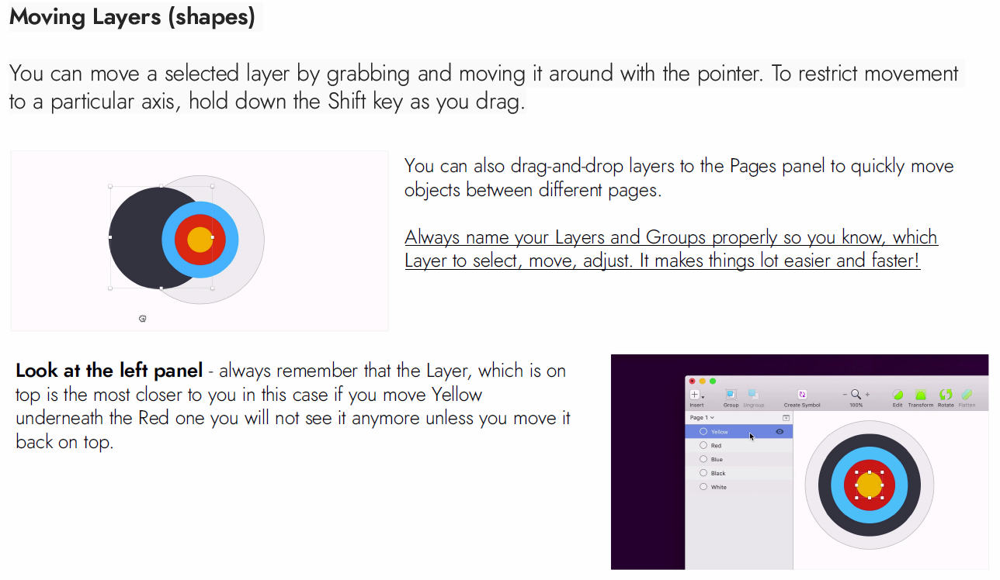 Moving Layers (shapes)
You can move a selected layer by grabbing and moving it around with the pointer. To restrict movement
to a particular axis, hold down the Shift key as you drag.
You can also drag-and-drop layers to the Pages panel to quickly move
objects between different pages.
Always name your Layers and Groups properly so you know, which
Layer to select, move, adjust. It makes things lot easier and faster!
Look at the left panel - always remember that the Layer, which is on
top is the most closer to you in this case if you move Yellow
underneath the Red one you will not see it anymore unless you move it
back on top.
Insert Group Ungroup Create Symbol 100% Edit Transform Rotate Flatten
Page 1
Yellow
Red
Blue
Black
White